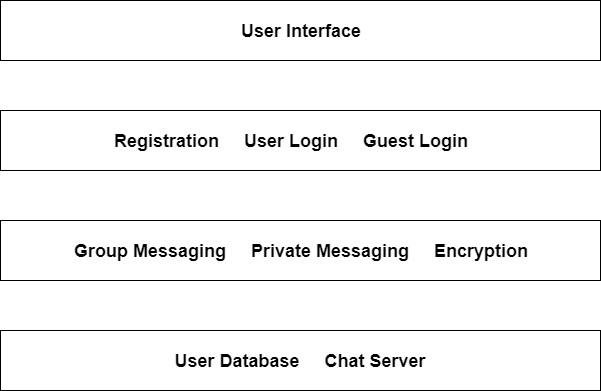 User Interface
Registration User Login Guest Login
Group Messaging Private Messaging Encryption
User Database Chat Server